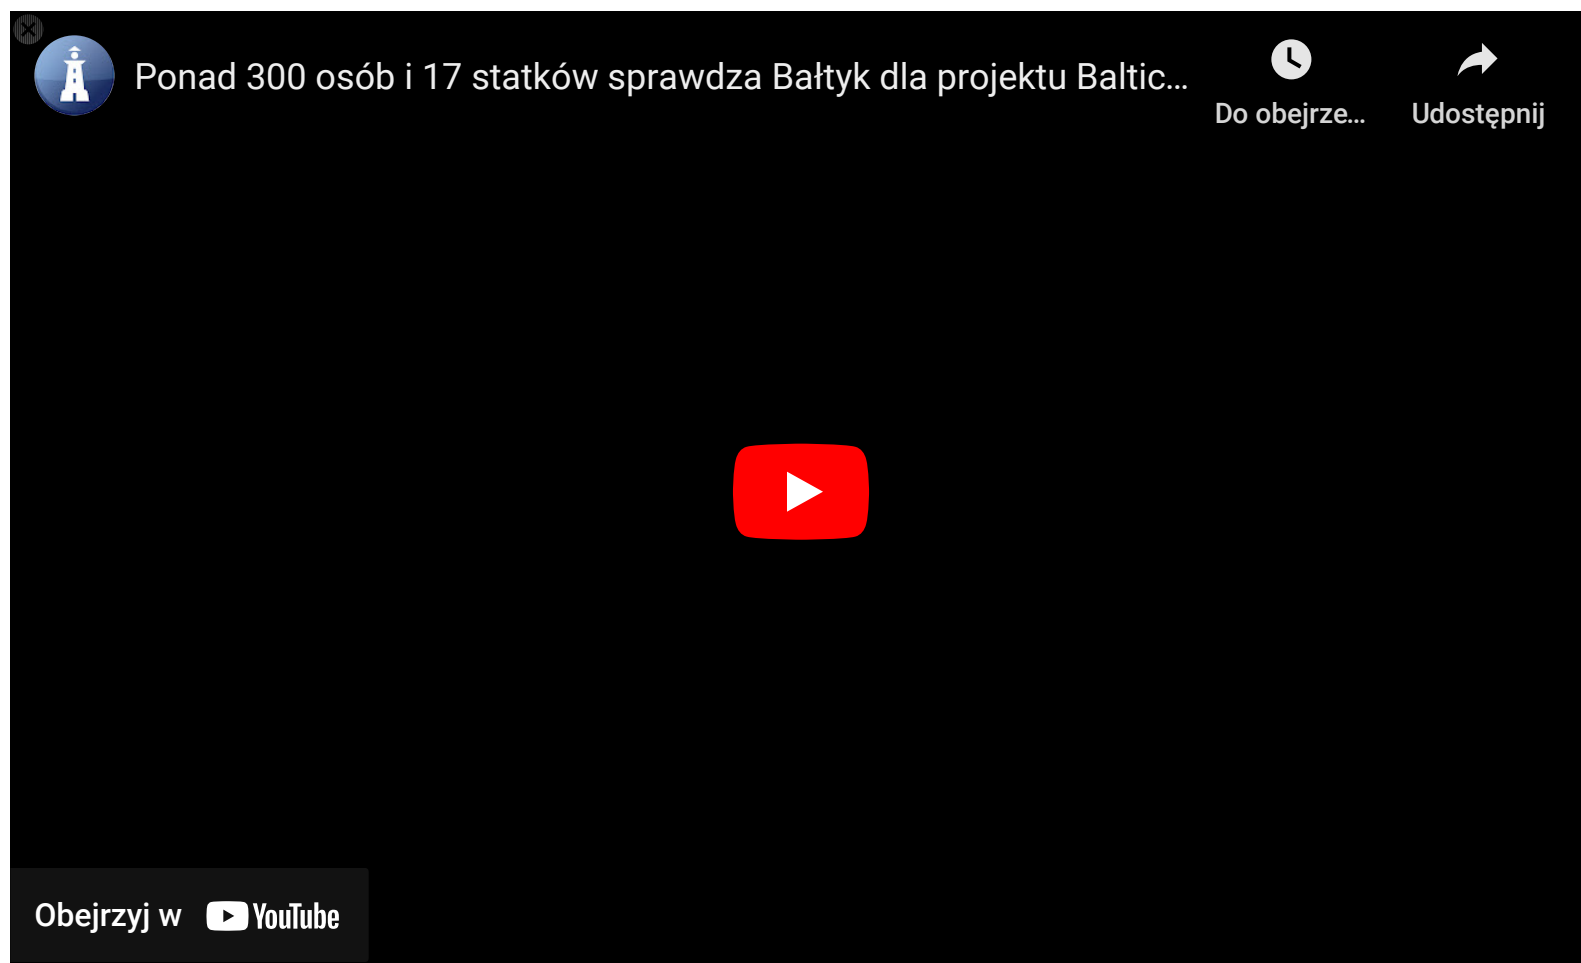 Ponad 300 osób i 17 statków sprawdza Bałtyk dla projektu Baltic...
Do obejrze...
Udostępnij
Obejrzyj w YouTube